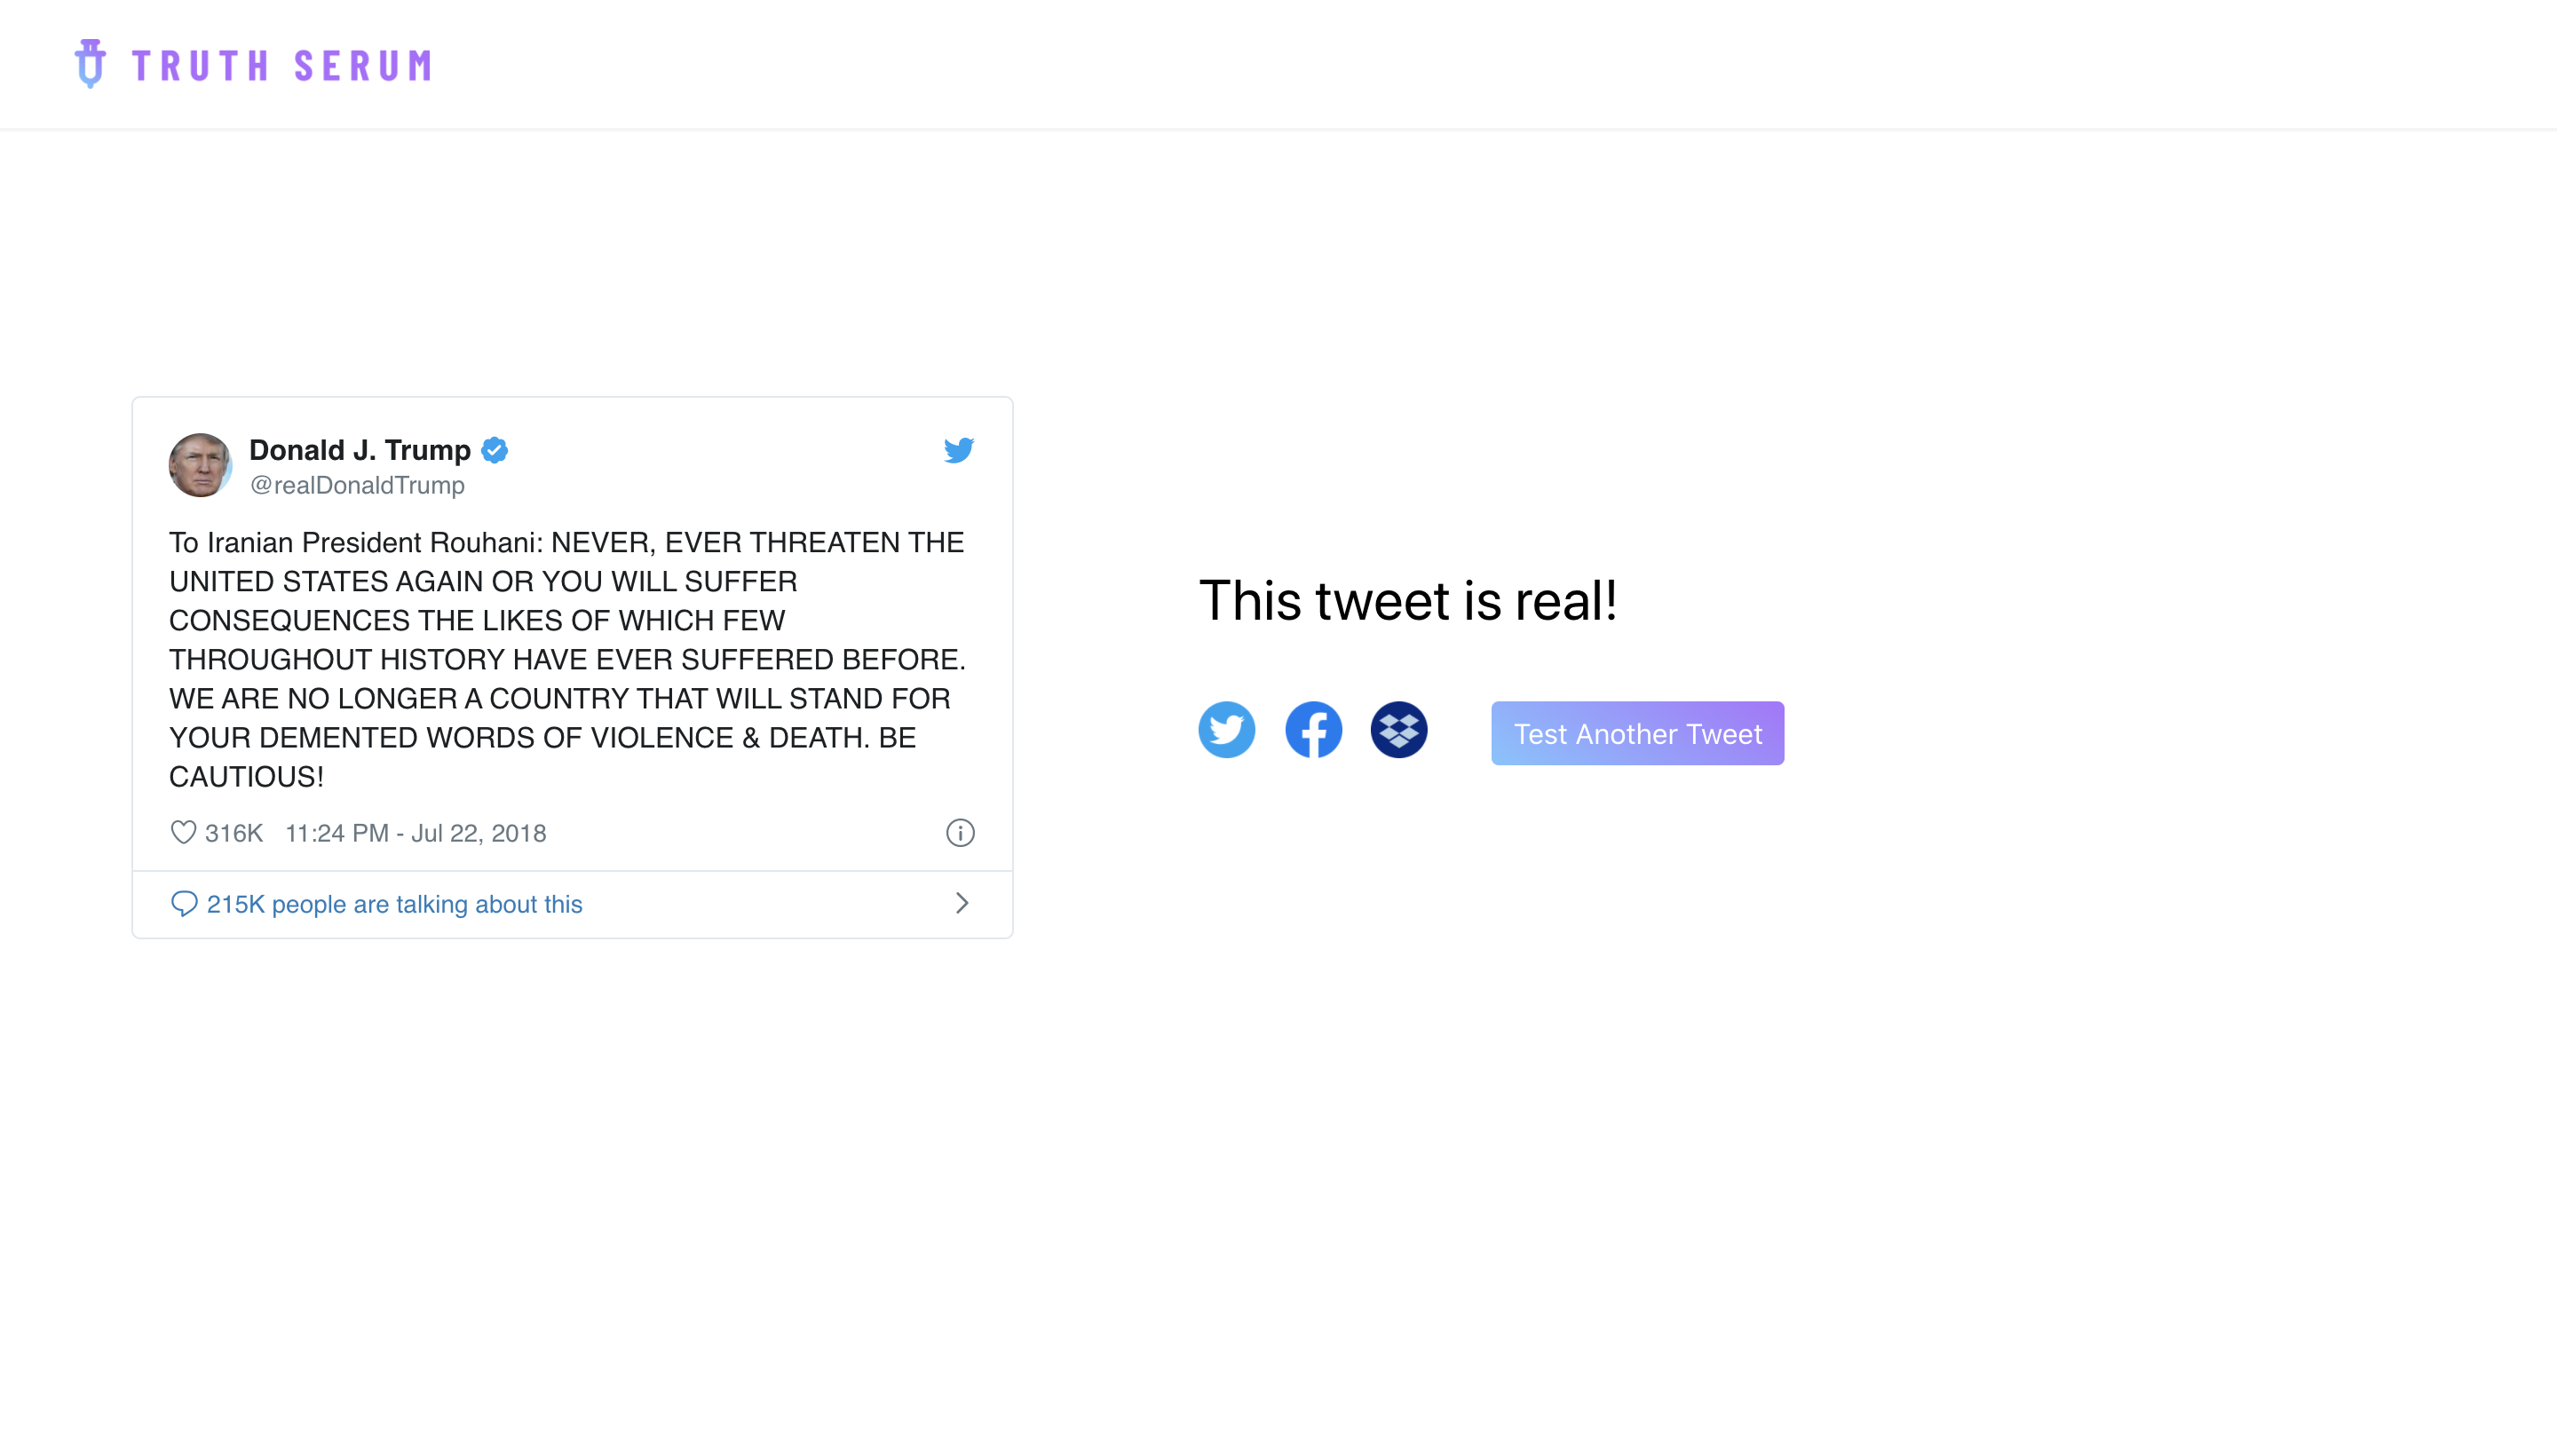 TRUTH SERUM
Donald J. Trump
@realDonaldTrump
To Iranian President Rouhani: NEVER, EVER THREATEN THE
UNITED STATES AGAIN OR YOU WILL SUFFER
CONSEQUENCES THE LIKES OF WHICH FEW
THROUGHOUT HISTORY HAVE EVER SUFFERED BEFORE.
WE ARE NO LONGER A COUNTRY THAT WILL STAND FOR
YOUR DEMENTED WORDS OF VIOLENCE & DEATH. BE
CAUTIOUS!
316K 11:24 PM - Jul 22, 2018
215K people are talking about this
This tweet is real!
Test Another Tweet